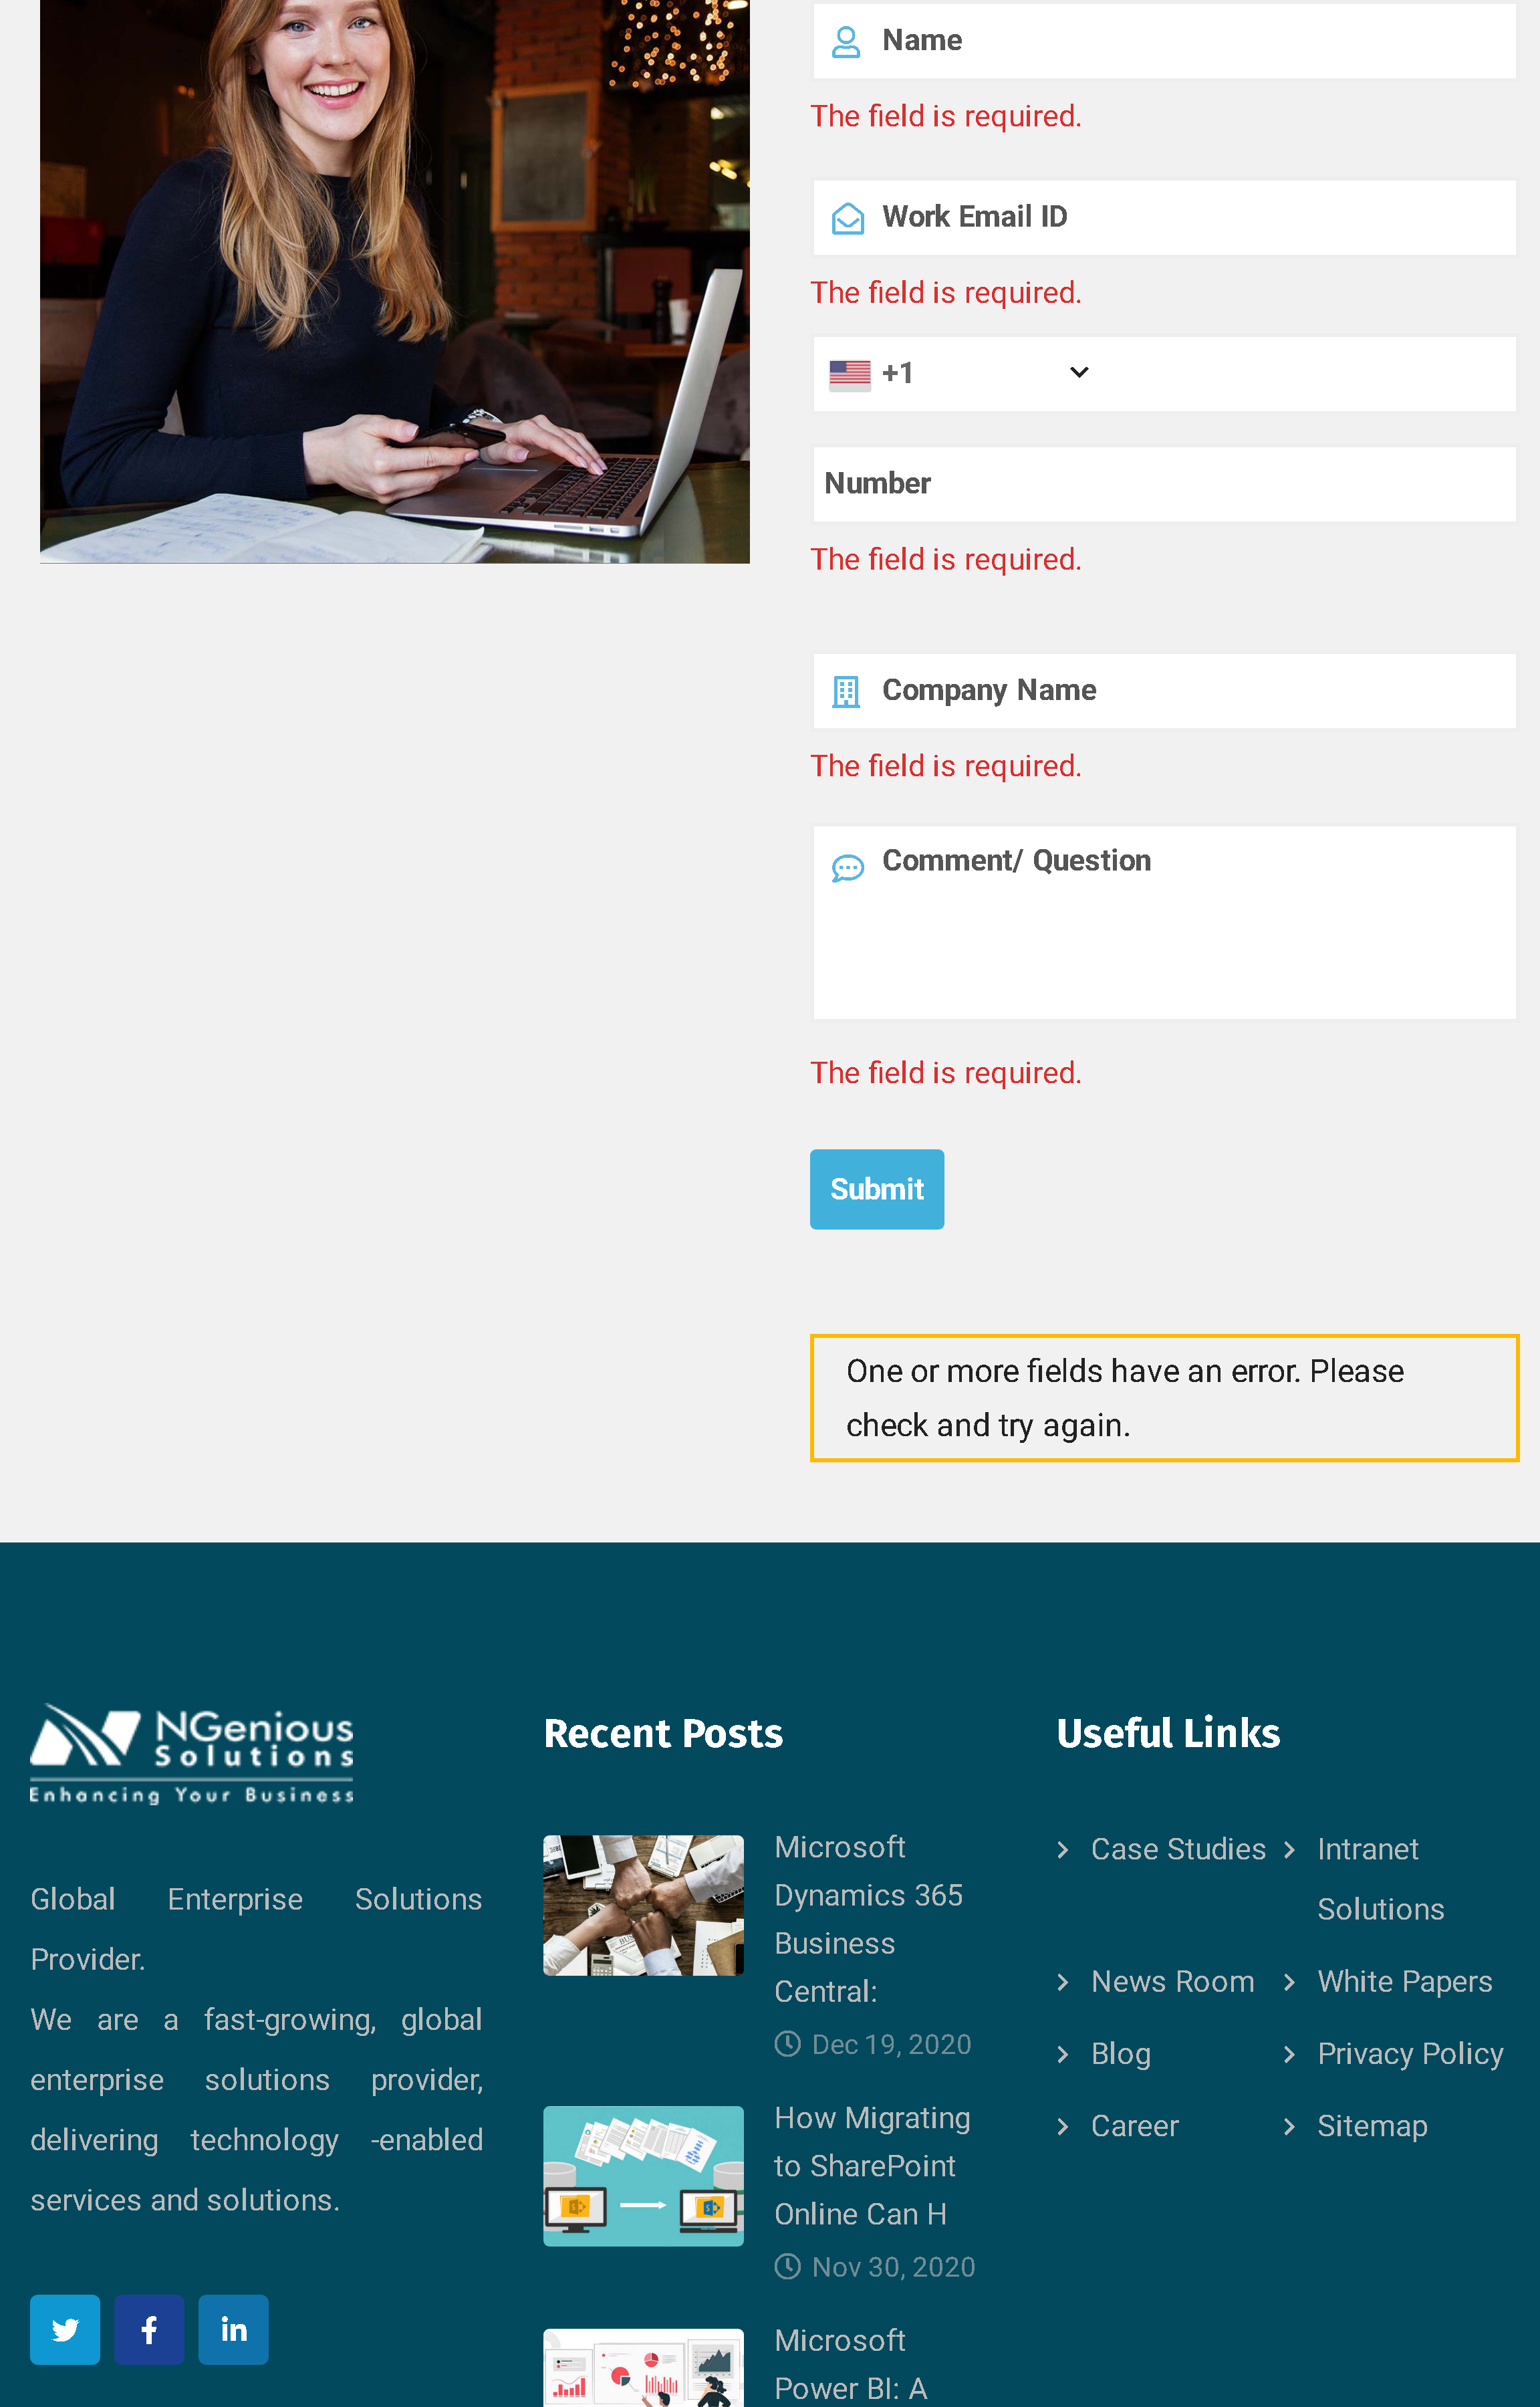 Name
The field is required.
Work Email ID
The field is required.
+1
Number
The field is required.
Company Name
The field is required.
Comment/ Question
The field is required.
Submit
One or more fields have an error. Please
check and try again.
NGenious
Solutions
Enhancing Your Business
Global Enterprise Solutions
Provider.
We are a fast-growing, global
enterprise solutions provider,
delivering technology -enabled
services and solutions.
Recent Posts
Microsoft
Dynamics 365
Business
Central:
Dec 19, 2020
How Migrating
to SharePoint
Online Can H
Nov 30, 2020
Microsoft
Power BI: A
Useful Links
Case Studies
Intranet
Solutions
News Room
White Papers
Blog
Privacy Policy
Career
Sitemap